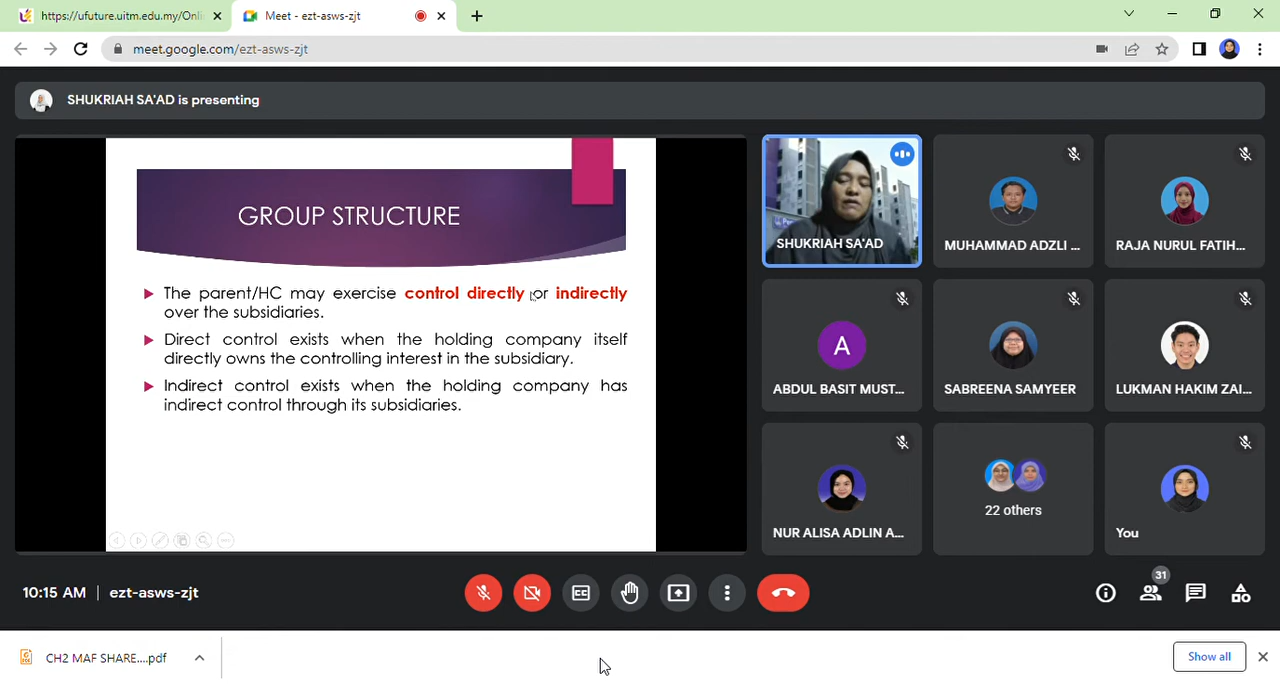 https://ufuture.uitm.edu.my/Onli
Meet - ezt-asws-zjt
meet.google.com/ezt-asws-zjt
SHUKRIAH SA'AD is presenting
GROUP STRUCTURE
The parent/HC may exercise control directly or indirectly
over the subsidiaries.
Direct control exists when the holding company itself
directly owns the controlling interest in the subsidiary.
Indirect control exists when the holding company has
indirect control through its subsidiaries.
SHUKRIAH SA'AD
MUHAMMAD ADZLI ...
RAJA NURUL FATIH...
A
ABDUL BASIT MUST...
SABREENA SAMYEER
LUKMAN HAKIM ZAI...
NUR ALISA ADLIN A...
22 others
You
10:15 AM | ezt-asws-zjt
31
CH2 MAF SHARE....pdf
Show all